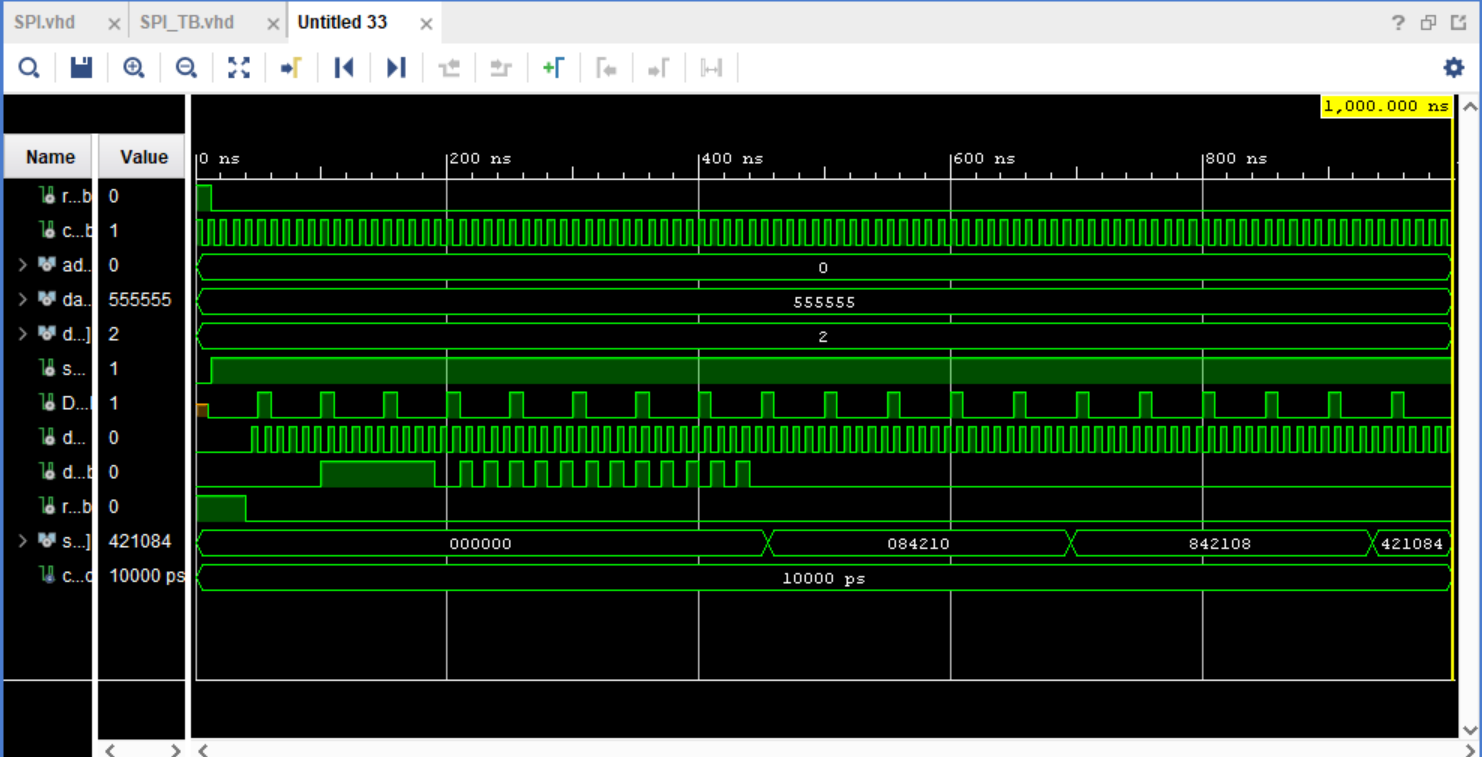 SPI.vhd × SPI_TB.vhd × Untitled 33 × ?
1,000.000 ns
Name Value 0 ns 200 ns 400 ns 600 ns 800 ns
r...b 0
c...b 1
ad.. 0 0
da.. 555555 555555
d...] 2 2
s... 1
D...l 1
d... 0
d...b 0
r...b 0
s...] 421084 000000 084210 842108 421084
c...d 10000 ps 10000 ps